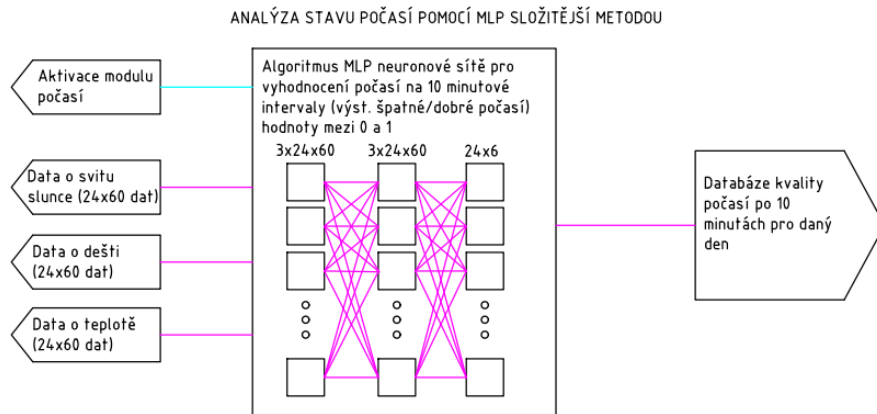 ANALÝZA STAVU POČASÍ POMOCÍ MLP SLOŽITĚJŠÍ METODOU
Aktivace modulu
počasí
Data o svitu
slunce (24x60 dat)
Data o dešti
(24x60 dat)
Data o teplotě
(24x60 dat)
Algoritmus MLP neuronové sítě pro
vyhodnocení počasí na 10 minutové
intervaly (výst. špatné/dobré počasí)
hodnoty mezi 0 a 1
3x24x60 3x24x60 24x6
Databáze kvality
počasí po 10
minutách pro daný
den